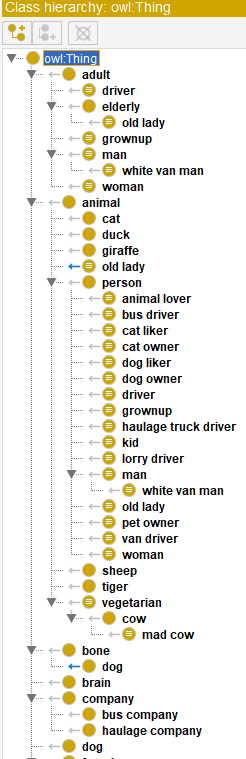 Class hierarchy: owl:Thing
owl:Thing
adult
driver
elderly
old lady
grownup
man
white van man
woman
animal
cat
duck
giraffe
old lady
person
animal lover
bus driver
cat liker
cat owner
dog liker
dog owner
driver
grownup
haulage truck driver
kid
lorry driver
man
white van man
old lady
pet owner
van driver
woman
sheep
tiger
vegetarian
cow
mad cow
bone
dog
brain
company
bus company
haulage company
dog